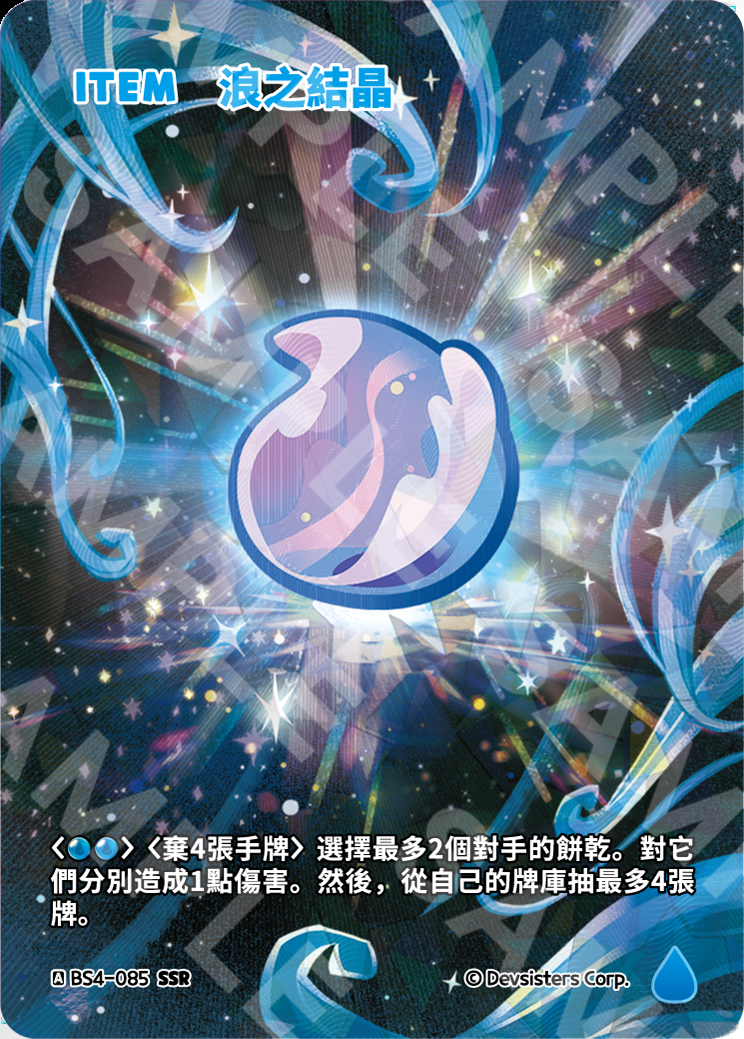 ITEM 浪之結晶
〈💧💧〉〈棄4張手牌〉選擇最多2個對手的餅乾。對它
們分別造成1點傷害。然後，從自己的牌庫抽最多4張
牌。
A BS4-085 SSR
© Devsisters Corp.
SAMPLE